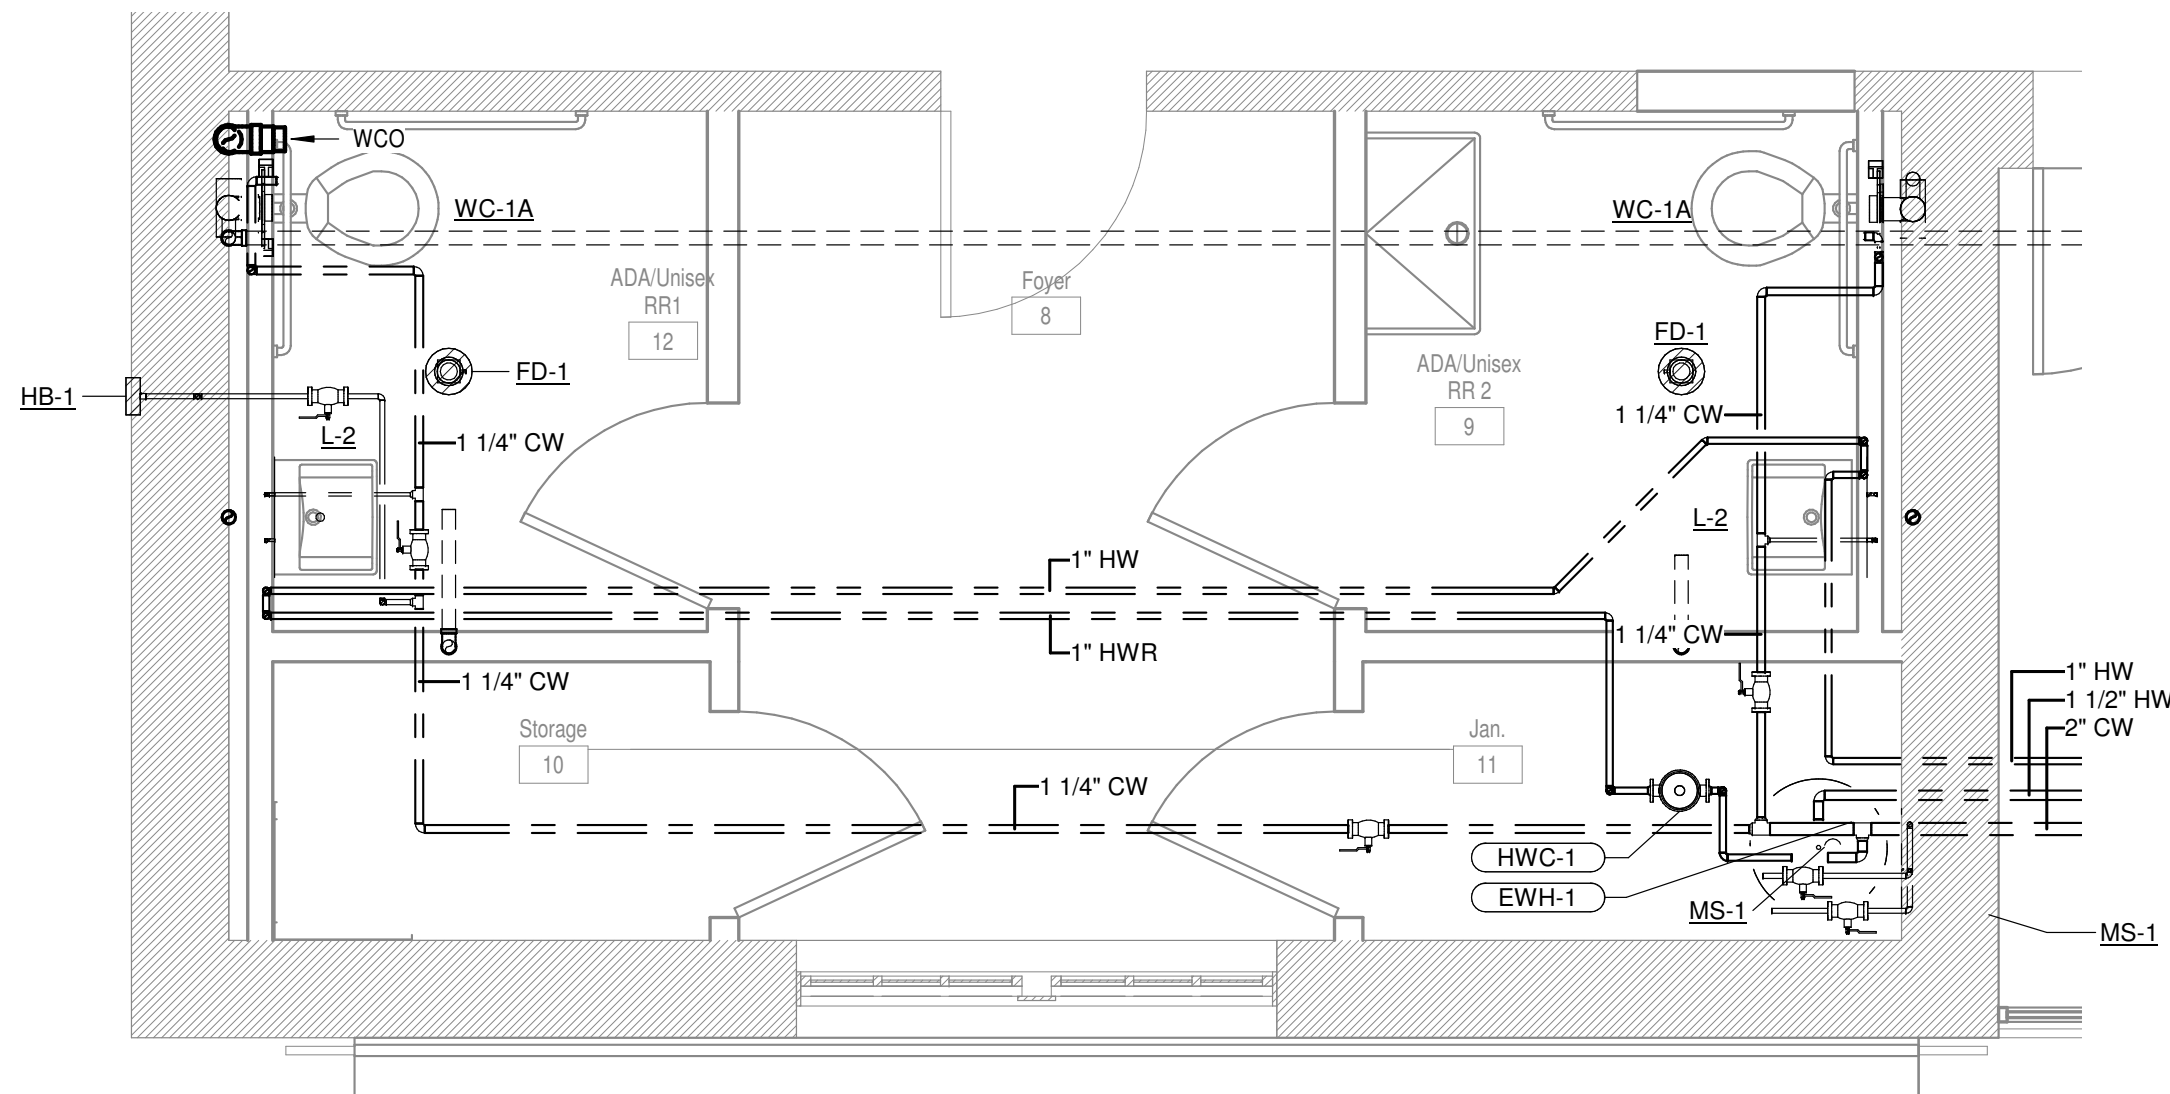 WCO
WC-1A
WC-1A
ADA/Unisex
RR1
12
Foyer
8
FD-1
ADA/Unisex
RR 2
9
FD-1
HB-1
1 1/4" CW
L-2
1 1/4" CW
L-2
1" HW
1 1/4" CW
1" HWR
1 1/4" CW
1" HW
1 1/2" HW
2" CW
Storage
10
Jan.
11
1 1/4" CW
HWC-1
EWH-1
MS-1
MS-1